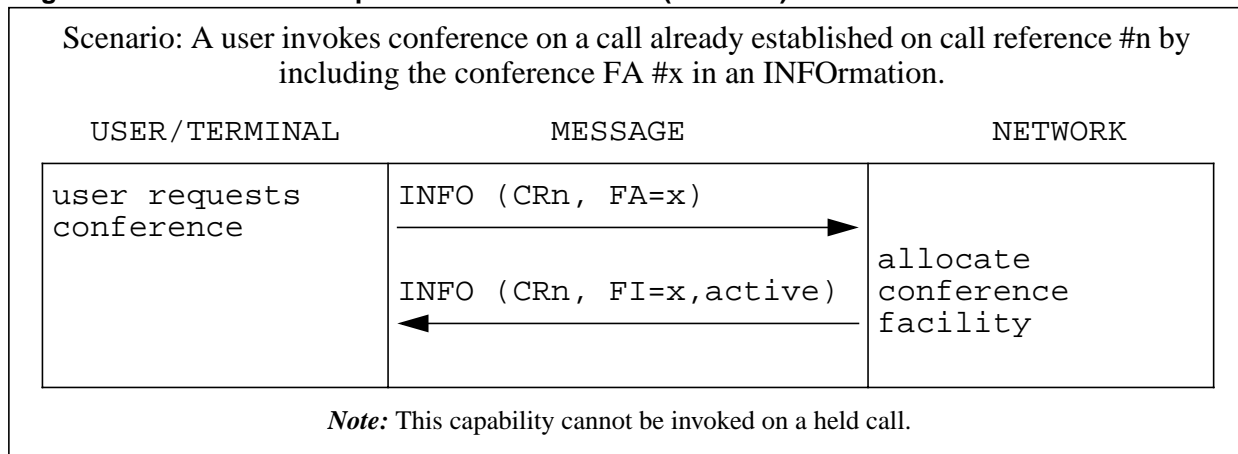 Scenario: A user invokes conference on a call already established on call reference #n by
including the conference FA #x in an INFOrmation.
USER/TERMINAL MESSAGE NETWORK
user requests
conference
INFO (CRn, FA=x)
INFO (CRn, FI=x,active)
allocate
conference
facility
Note: This capability cannot be invoked on a held call.